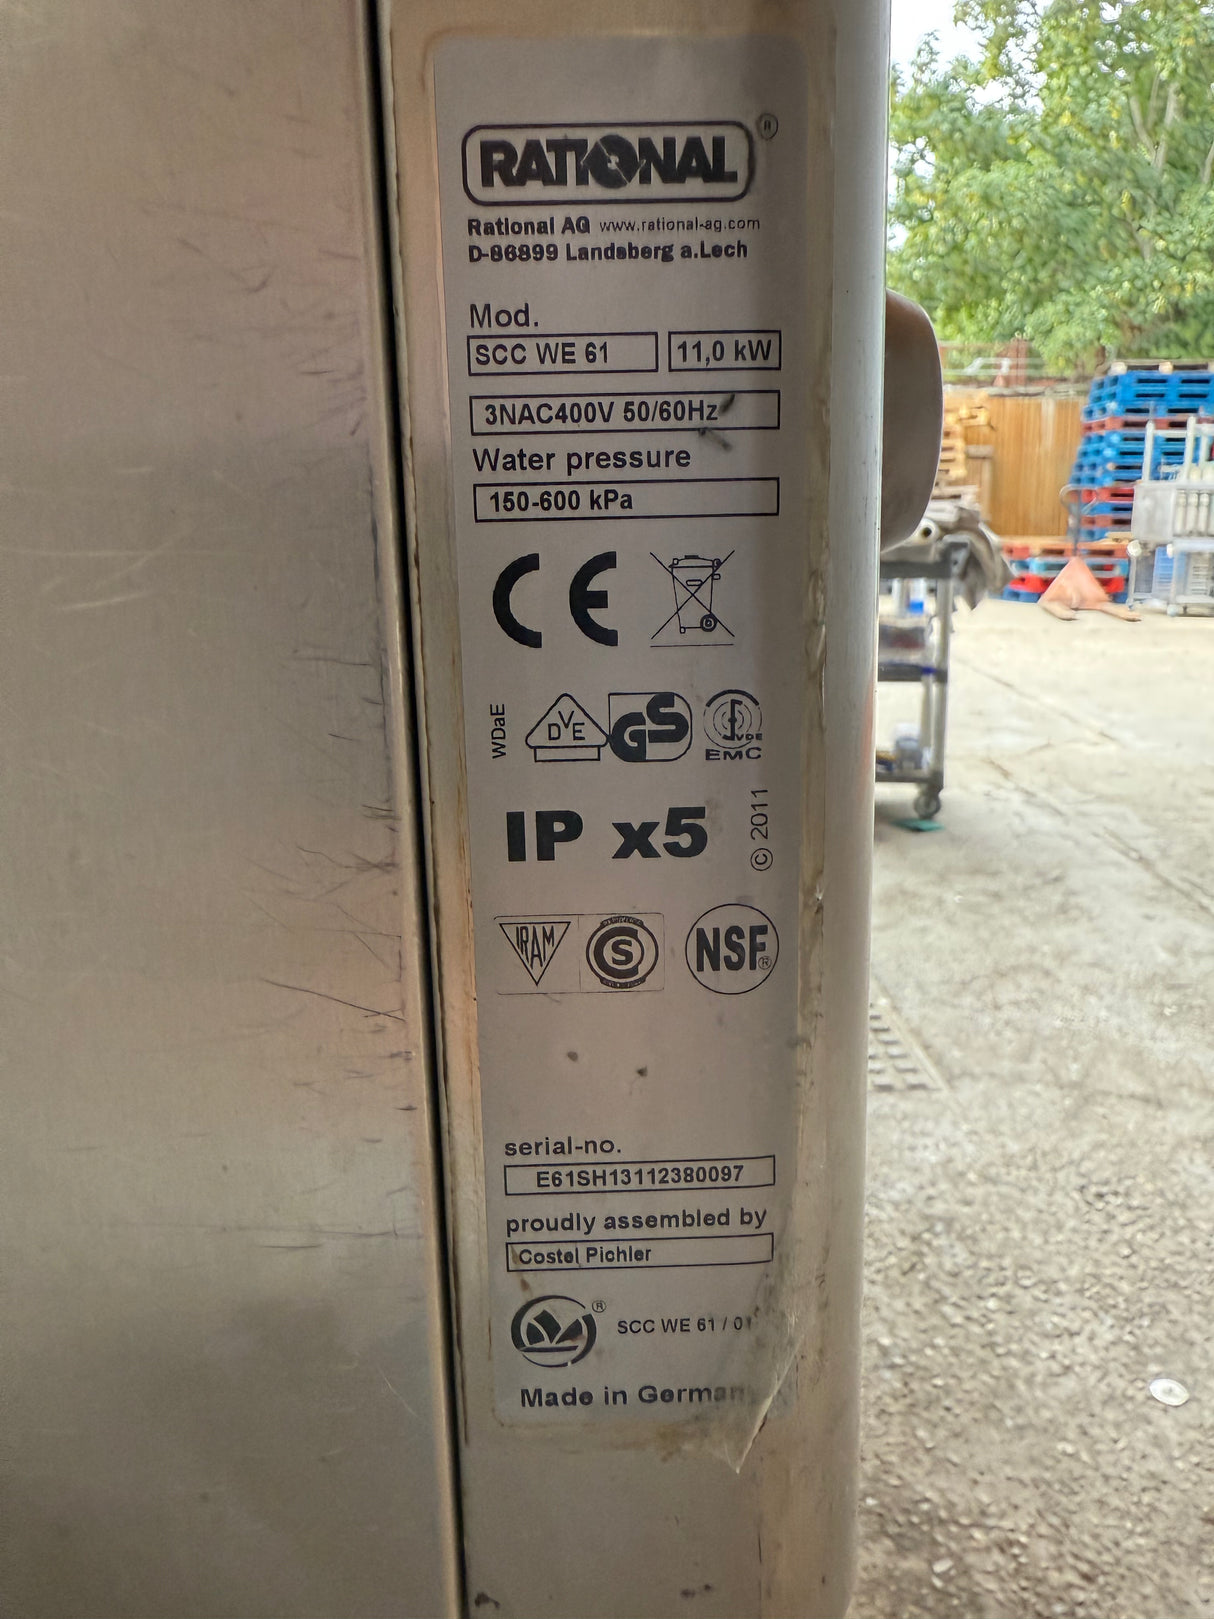 RATIONAL ®
Rational AG www.rational-ag.com
D-86899 Landsberg a.Lech
Mod.
SCC WE 61 11,0 kW
3NAC400V 50/60Hz
Water pressure
150-600 kPa
CE
WDaE DVE GS VDE
EMC
IP x5 © 2011
IRAM S NSF ®
serial-no.
E61SH13112380097
proudly assembled by
Costel Pichler
® SCC WE 61 / 01
Made in German